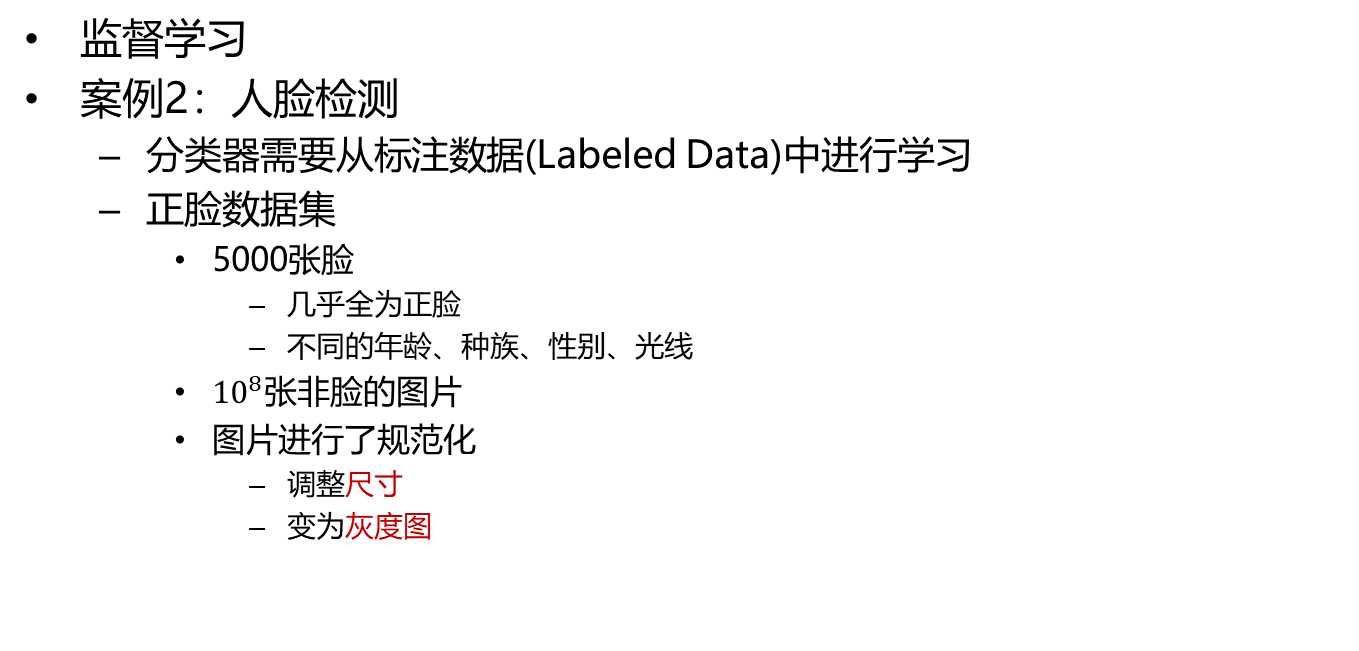 • 监督学习
• 案例2：人脸检测
– 分类器需要从标注数据(Labeled Data)中进行学习
– 正脸数据集
• 5000张脸
– 几乎全为正脸
– 不同的年龄、种族、性别、光线
• 10⁸张非脸的图片
• 图片进行了规范化
– 调整尺寸
– 变为灰度图